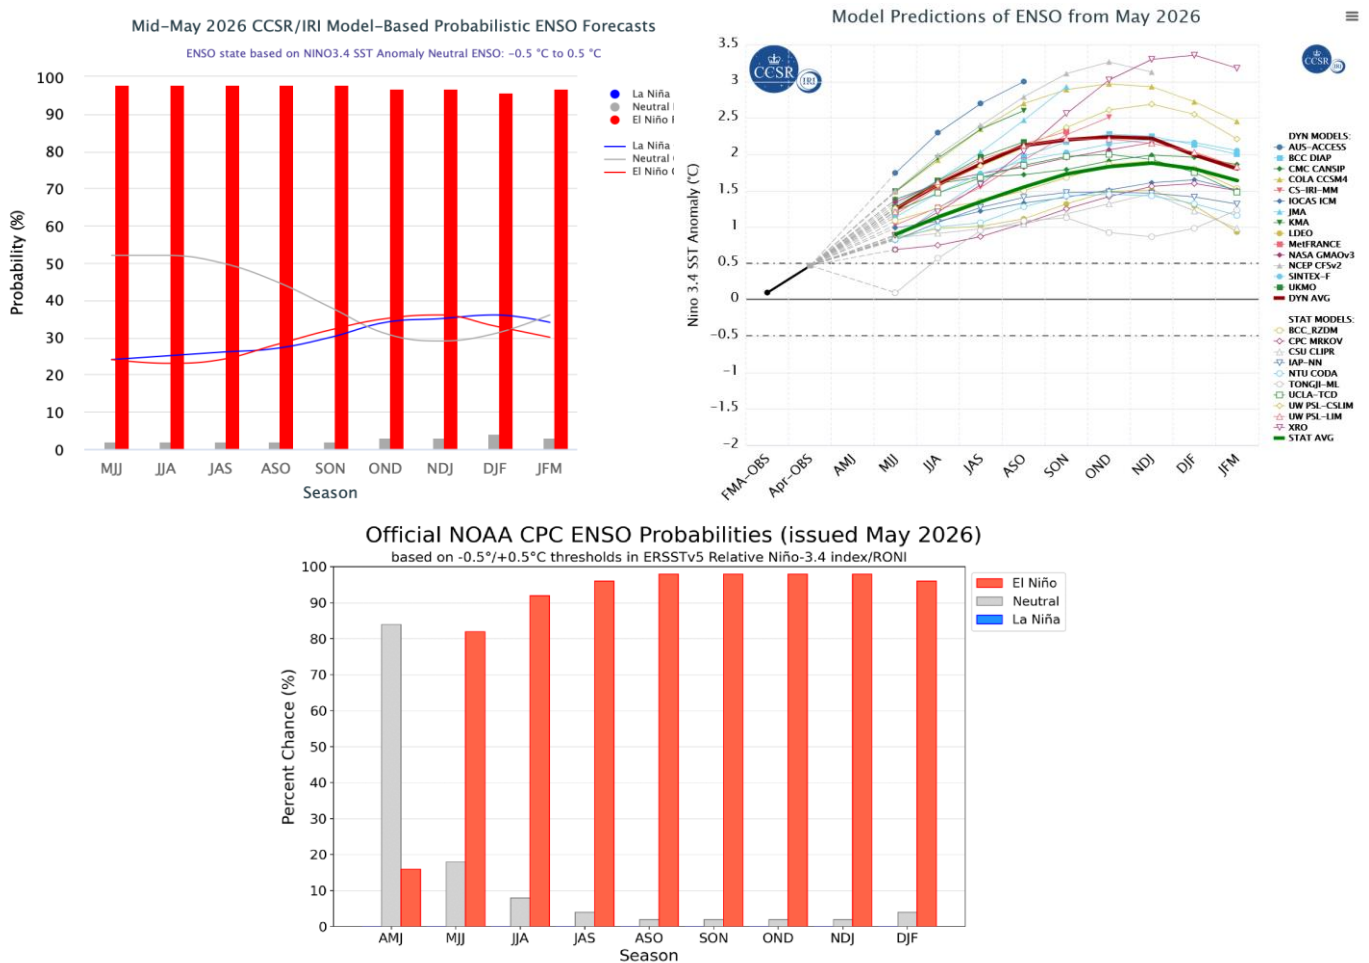 Mid-May 2026 CCSR/IRI Model-Based Probabilistic ENSO Forecasts
ENSO state based on NINO3.4 SST Anomaly Neutral ENSO: -0.5 °C to 0.5 °C
Probability (%)
100
90
80
70
60
50
40
30
20
10
0
MJJ JJA JAS ASO SON OND NDJ DJF JFM
Season
La Niña
Neutral
El Niño
La Niña
Neutral
El Niño
Model Predictions of ENSO from May 2026
CCSR
IRI
CCSR
IRI
Nino 3.4 SST Anomaly (°C)
3.5
3
2.5
2
1.5
1
0.5
0
-0.5
-1
-1.5
-2
FMA-OBS Apr-OBS AMJ MJJ JJA JAS ASO SON OND NDJ DJF JFM
DYN MODELS:
AUS-ACCESS
BCC DIAP
CMC CANSIP
COLA CCSM4
CS-IRI-MM
IOCAS ICM
JMA
KMA
LDEO
MetFRANCE
NASA GMAOv3
NCEP CFSv2
SINTEX-F
UKMO
DYN AVG
STAT MODELS:
BCC_RZDM
CPC MRKOV
CSU CLIPR
IAP-NN
NTU CODA
TONGJI-ML
UCLA-TCD
UW PSL-CSLIM
UW PSL-LIM
XRO
STAT AVG
Official NOAA CPC ENSO Probabilities (issued May 2026)
based on -0.5°/+0.5°C thresholds in ERSSTv5 Relative Niño-3.4 index/RONI
Percent Chance (%)
100
90
80
70
60
50
40
30
20
10
0
AMJ MJJ JJA JAS ASO SON OND NDJ DJF
Season
El Niño
Neutral
La Niña